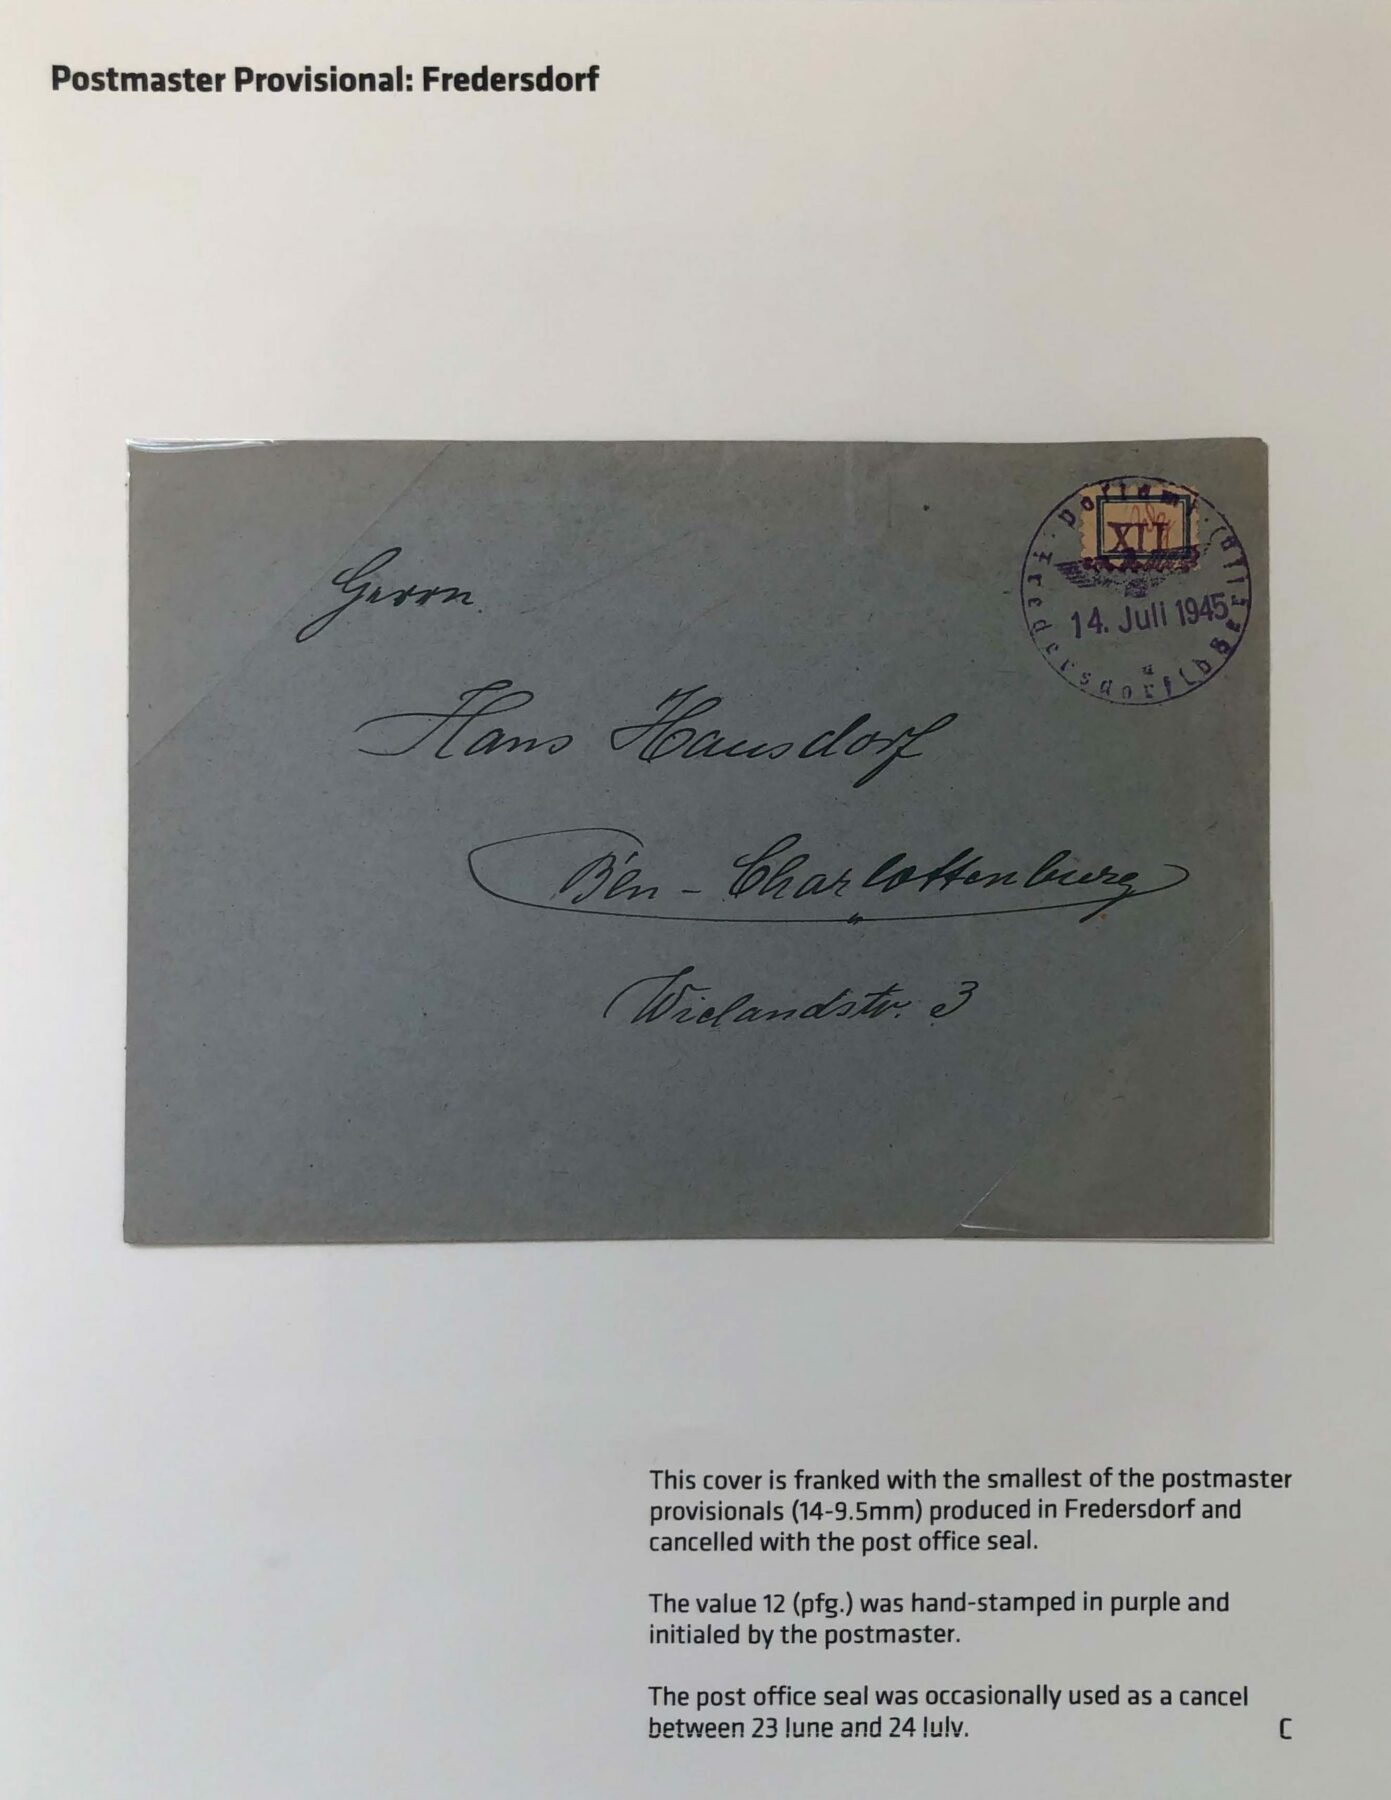 Postmaster Provisional: Fredersdorf
XII
Postamt
14. Juli 1945
a
Fredersdorf (b
Herrn
Hans Hausdorf
Bln - Charlottenburg
Wielandstr. 3
This cover is franked with the smallest of the postmaster
provisionals (14-9.5mm) produced in Fredersdorf and
cancelled with the post office seal.
The value 12 (pfg.) was hand-stamped in purple and
initialed by the postmaster.
The post office seal was occasionally used as a cancel
between 23 June and 24 July.
C